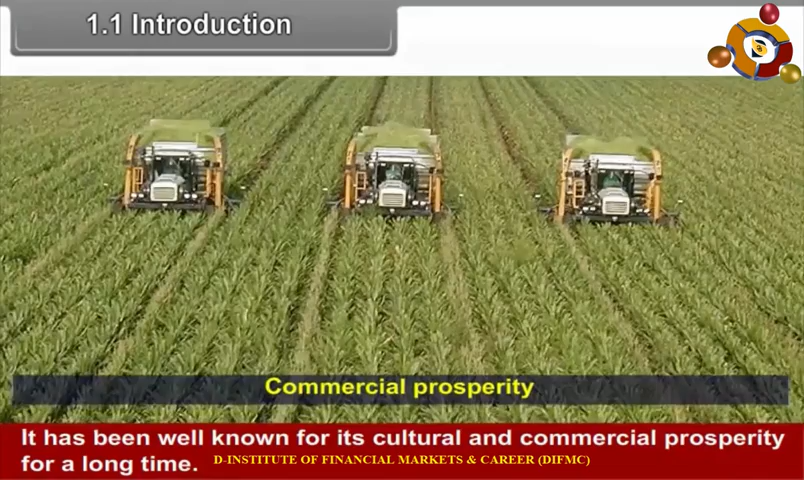 1.1 Introduction
Commercial prosperity
It has been well known for its cultural and commercial prosperity
for a long time.
D-INSTITUTE OF FINANCIAL MARKETS & CAREER (DIFMC)